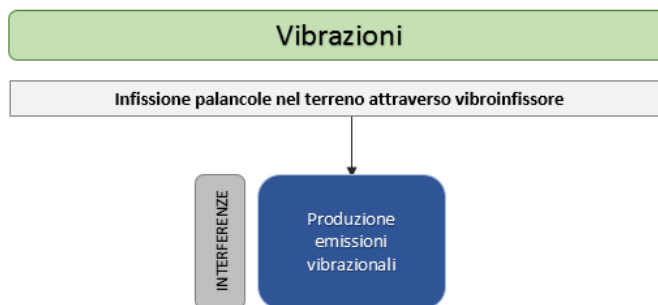 Vibrazioni
Infissione palancole nel terreno attraverso vibroinfissore
INTERFERENZE
Produzione
emissioni
vibrazionali